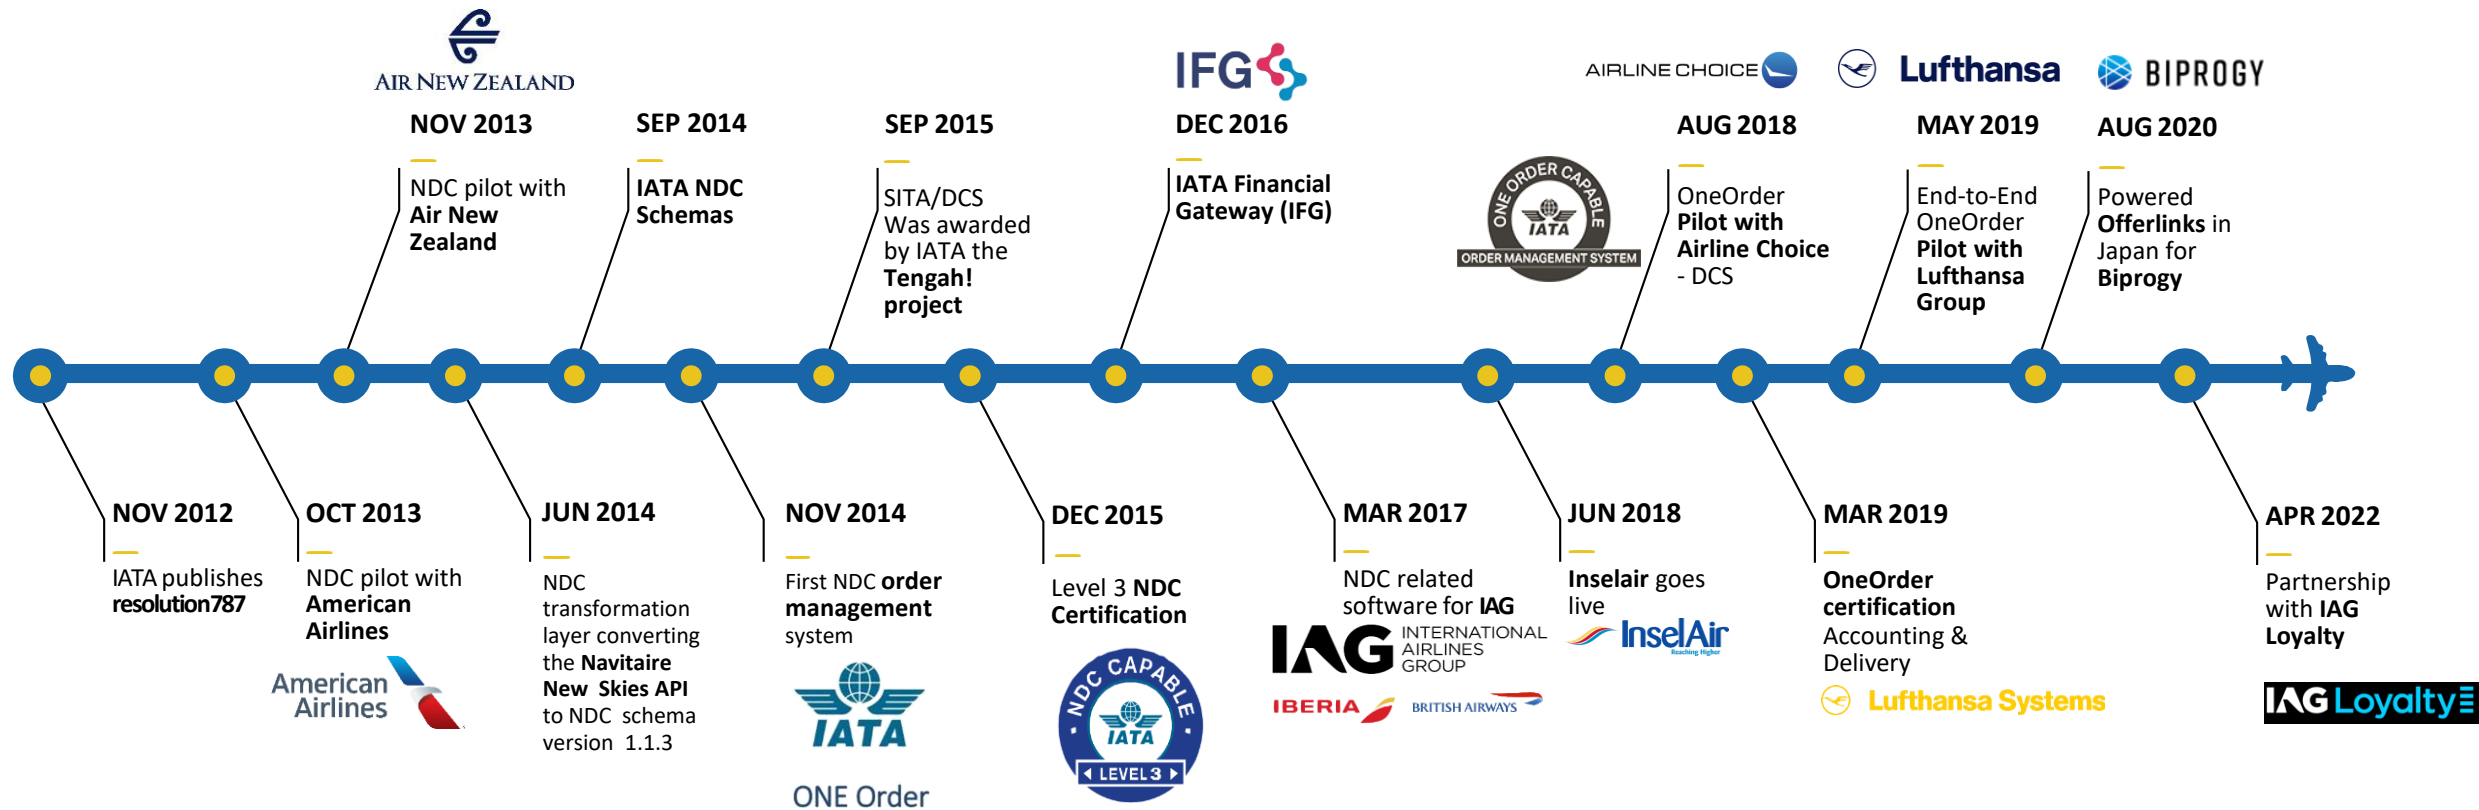 AIR NEW ZEALAND
NOV 2013
NDC pilot with
Air New
Zealand
SEP 2014
IATA NDC
Schemas
SEP 2015
SITA/DCS
Was awarded
by IATA the
Tengah!
project
IFG
DEC 2016
IATA Financial
Gateway (IFG)
ONE ORDER CAPABLE
IATA
ORDER MANAGEMENT SYSTEM
AIRLINE CHOICE
AUG 2018
OneOrder
Pilot with
Airline Choice
- DCS
Lufthansa
MAY 2019
End-to-End
OneOrder
Pilot with
Lufthansa
Group
BIPROGY
AUG 2020
Powered
Offerlinks in
Japan for
Biprogy
NOV 2012
IATA publishes
resolution787
OCT 2013
NDC pilot with
American
Airlines
American
Airlines
JUN 2014
NDC
transformation
layer converting
the Navitaire
New Skies API
to NDC schema
version 1.1.3
NOV 2014
First NDC order
management
system
IATA
ONE Order
DEC 2015
Level 3 NDC
Certification
NDC CAPABLE
IATA
LEVEL 3
MAR 2017
NDC related
software for IAG
IAG INTERNATIONAL
AIRLINES
GROUP
IBERIA BRITISH AIRWAYS
JUN 2018
Inselair goes
live
InselAir
Reaching Higher
MAR 2019
OneOrder
certification
Accounting &
Delivery
Lufthansa Systems
APR 2022
Partnership
with IAG
Loyalty
IAG Loyalty